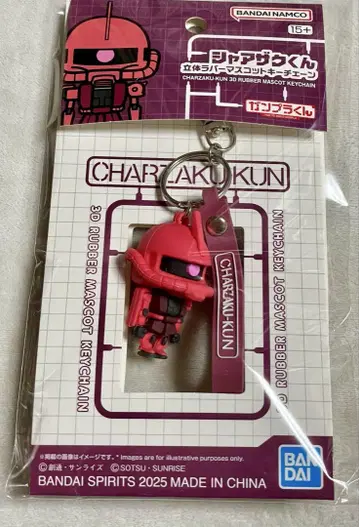 BANDAI NAMCO
15+
シャアザクくん
立体ラバーマスコットキーチェーン
CHARZAKU-KUN 3D RUBBER MASCOT KEYCHAIN
ガンプラくん
CHARZAKU-KUN
3D RUBBER MASCOT KEYCHAIN
CHARZAKU-KUN
3D RUBBER MASCOT KEYCHAIN
※掲載の画像はイメージです。* Images are for illustrative purposes only.
©創通・サンライズ ©SOTSU・SUNRISE
BANDAI SPIRITS 2025 MADE IN CHINA
BAN
DAI